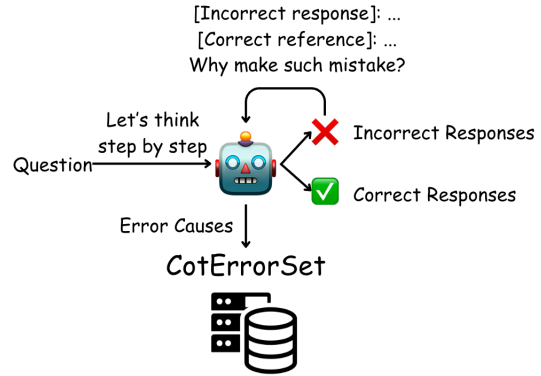 [Incorrect response]: ...
[Correct reference]: ...
Why make such mistake?
Let's think
step by step
Question
Incorrect Responses
Correct Responses
Error Causes
CotErrorSet